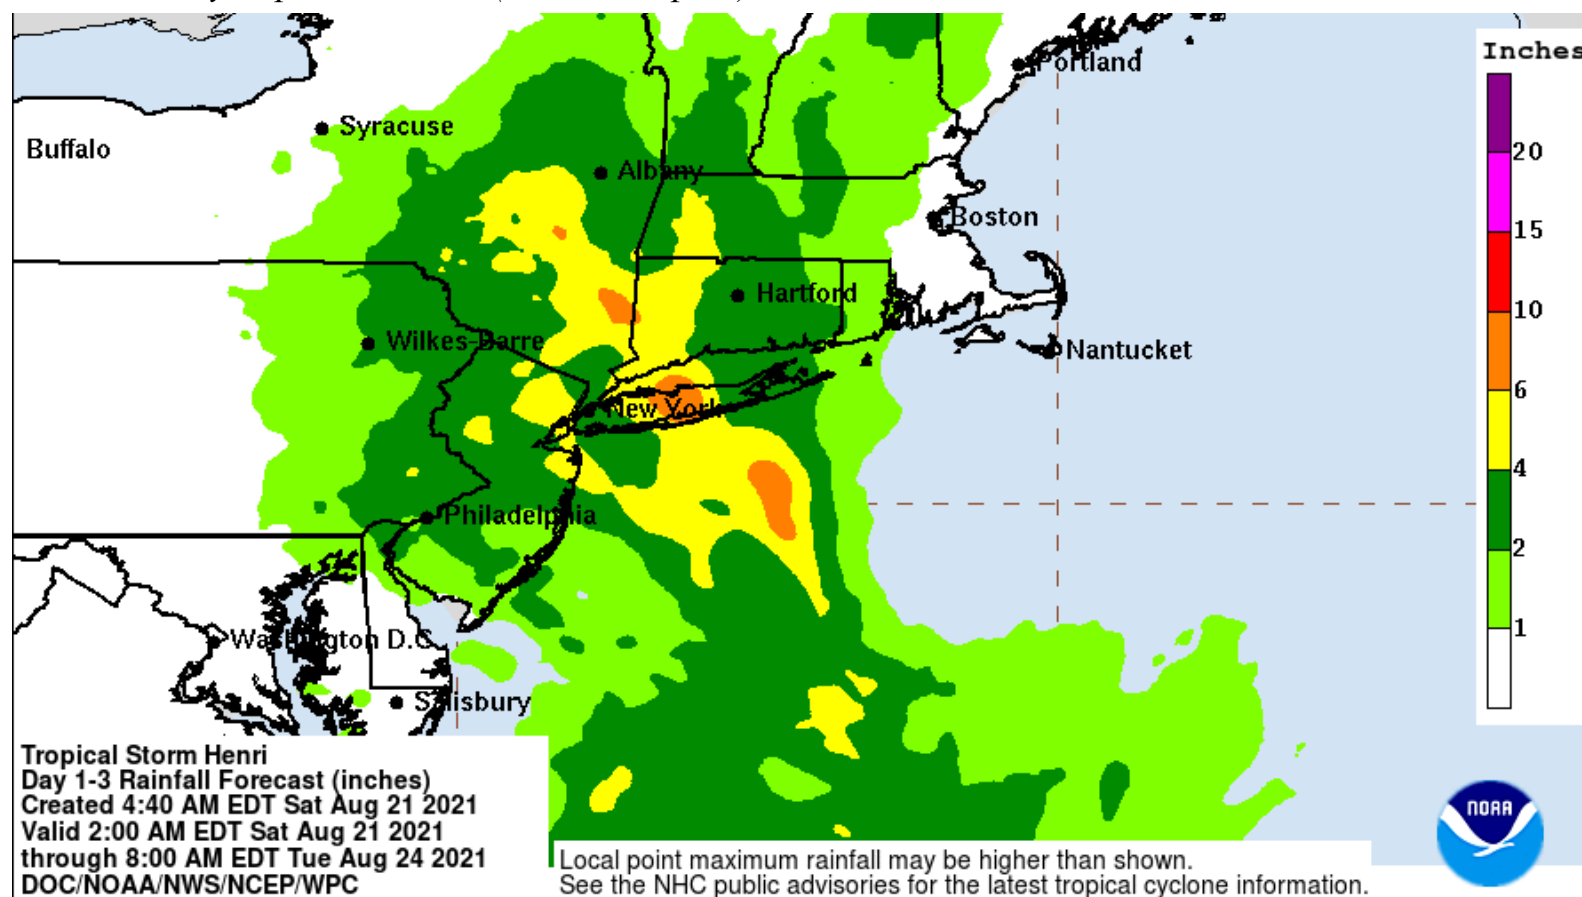 Inches
Portland
Syracuse
Buffalo
20
Albany
Boston
15
Hartford
10
Wilkes-Barre
Nantucket
6
New York
4
Philadelphia
2
1
Washington D.C.
Salisbury
Tropical Storm Henri
Day 1-3 Rainfall Forecast (inches)
Created 4:40 AM EDT Sat Aug 21 2021
Valid 2:00 AM EDT Sat Aug 21 2021
through 8:00 AM EDT Tue Aug 24 2021
DOC/NOAA/NWS/NCEP/WPC
NOAA
Local point maximum rainfall may be higher than shown.
See the NHC public advisories for the latest tropical cyclone information.